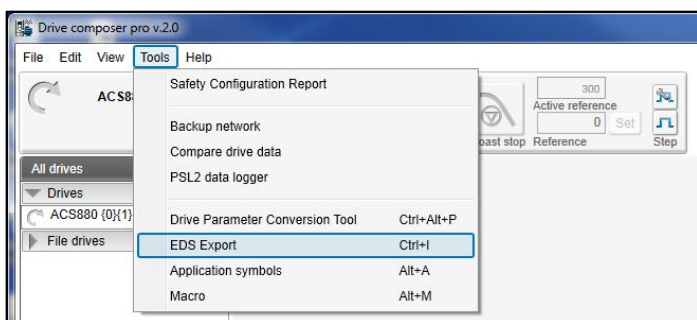 Drive composer pro v.2.0
File Edit View Tools Help
Safety Configuration Report
ACS8
300
Active reference
0 Set
oast stop Reference Step
Backup network
Compare drive data
PSL2 data logger
All drives
Drives
ACS880 {0}{1}
File drives
Drive Parameter Conversion Tool Ctrl+Alt+P
EDS Export Ctrl+I
Application symbols Alt+A
Macro Alt+M